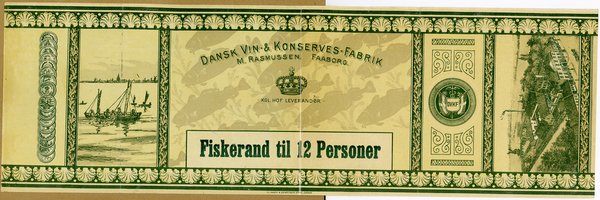 DANSK VIN- & KONSERVES-FABRIK
M. RASMUSSEN. FAABORG.
KGL. HOF LEVERANDØR
Fiskerand til 12 Personer